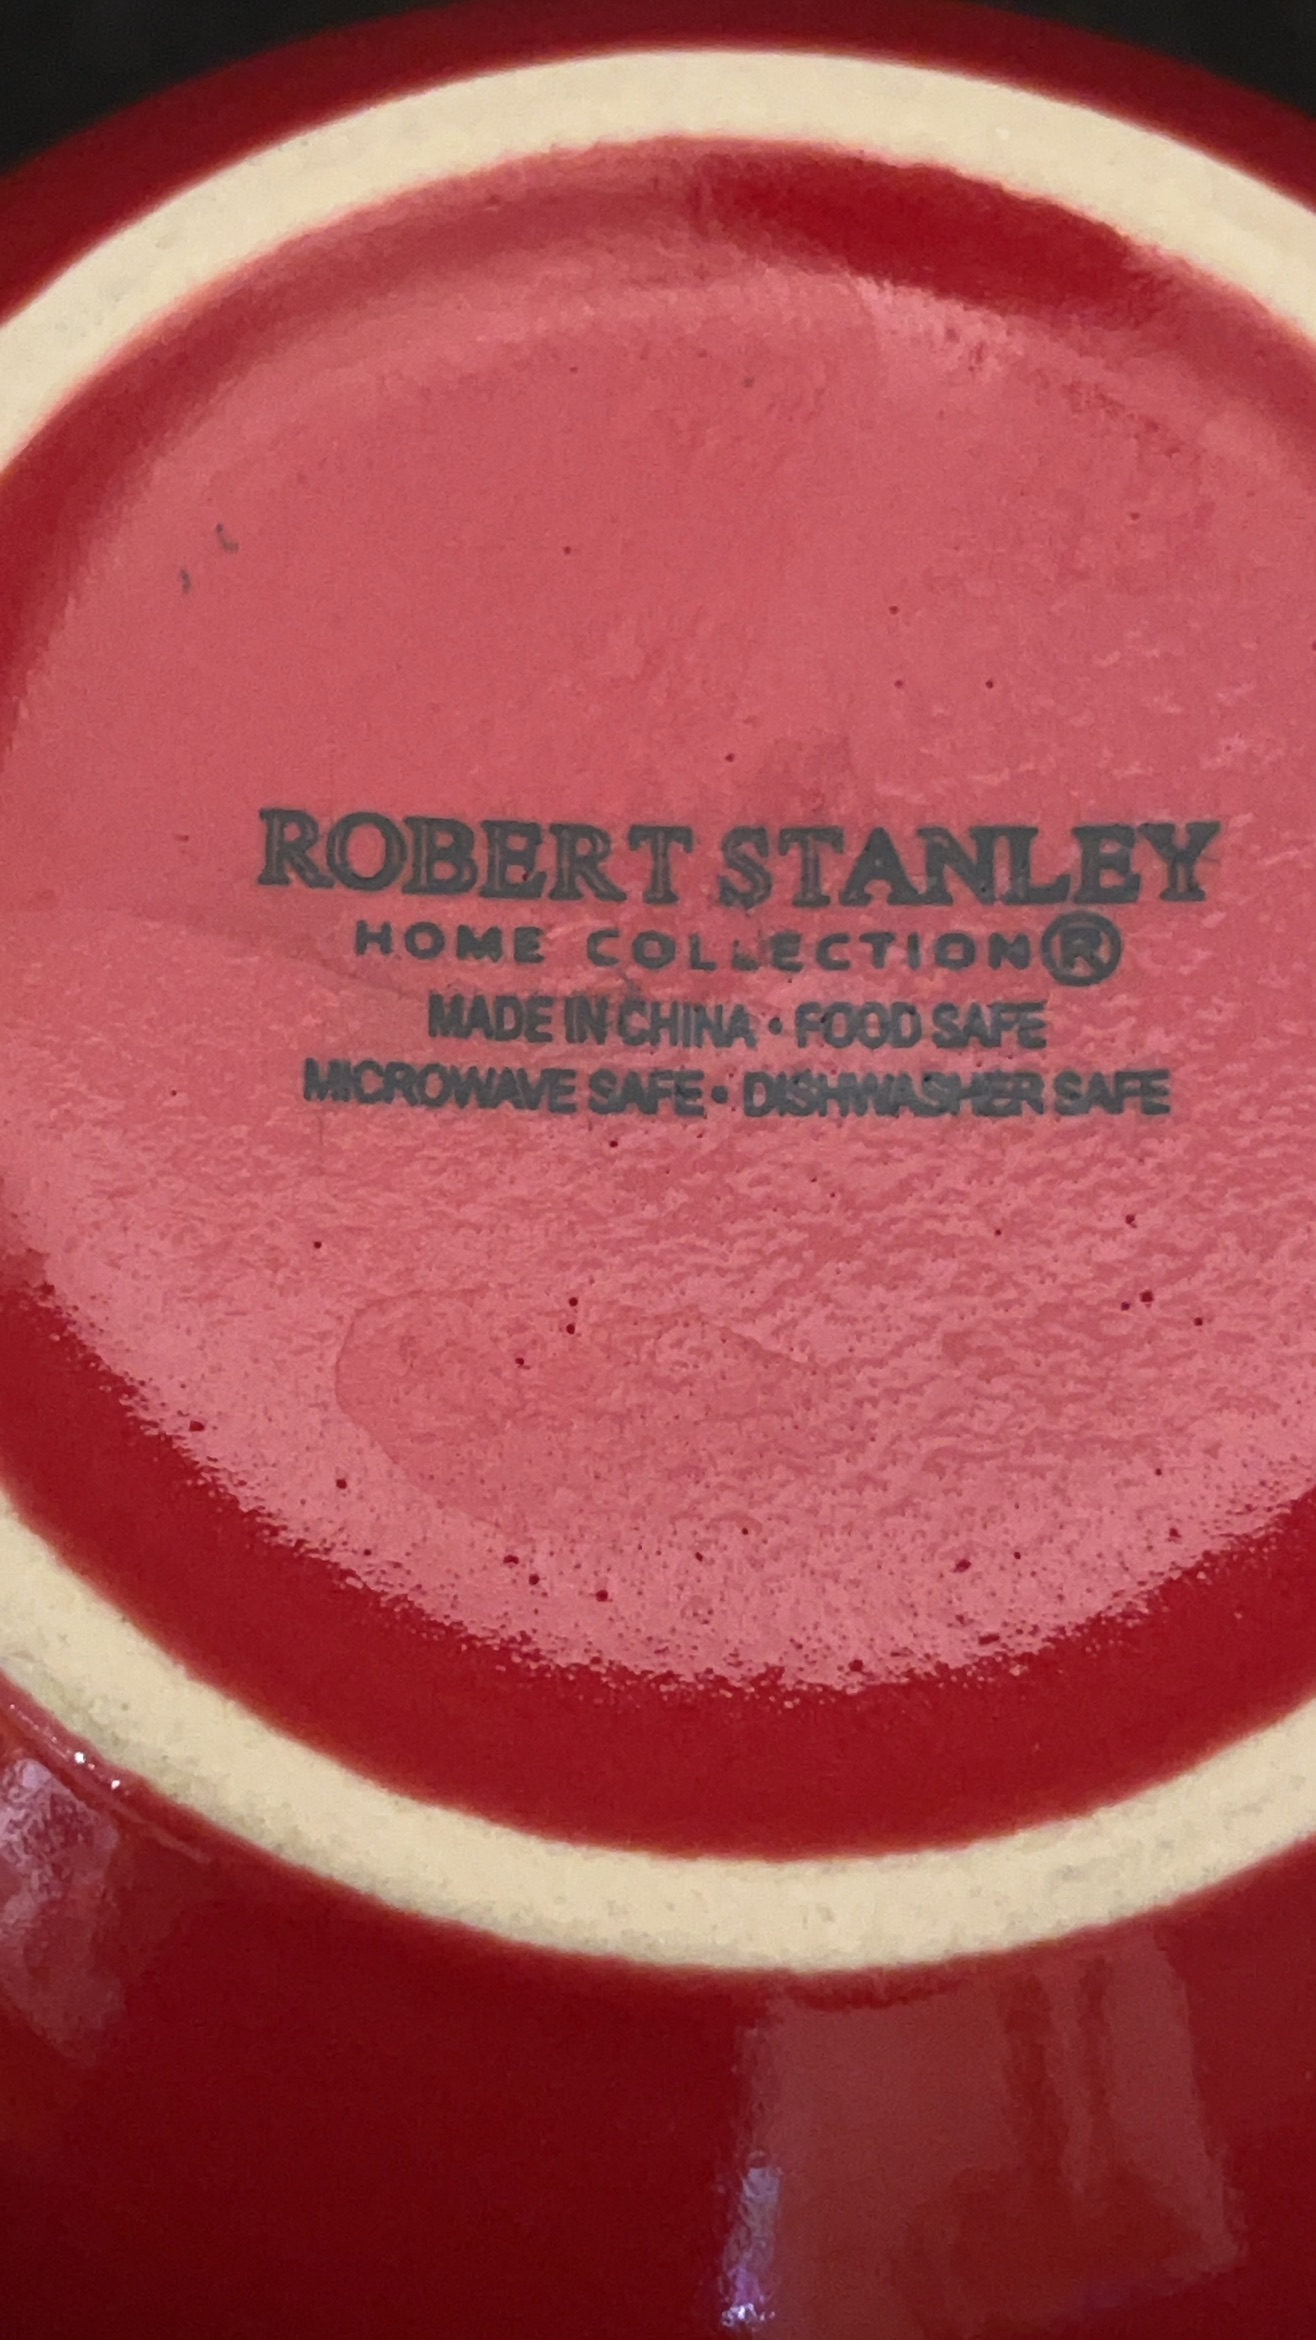 ROBERT STANLEY
HOME COLLECTION®
MADE IN CHINA • FOOD SAFE
MICROWAVE SAFE • DISHWASHER SAFE